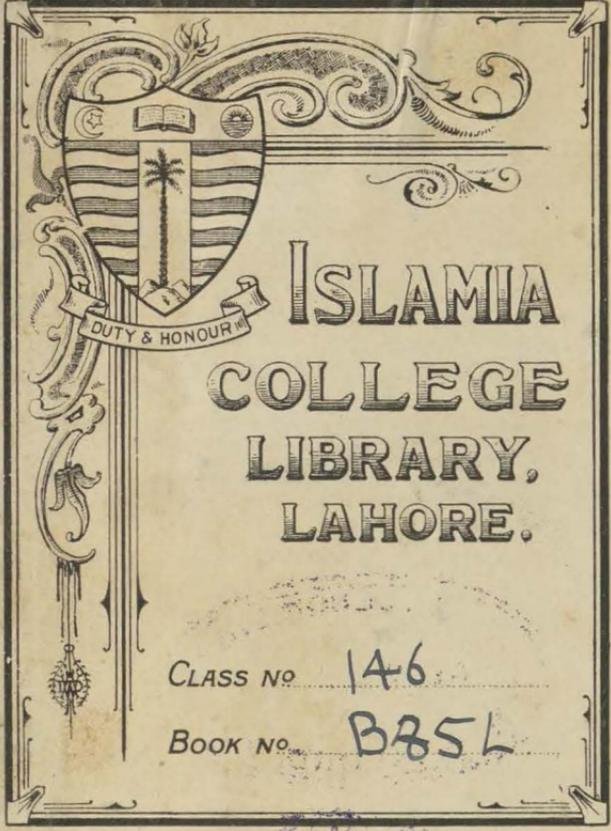 DUTY & HONOUR
ISLAMIA
COLLEGE
LIBRARY,
LAHORE.
CLASS NO 146
BOOK NO B85L